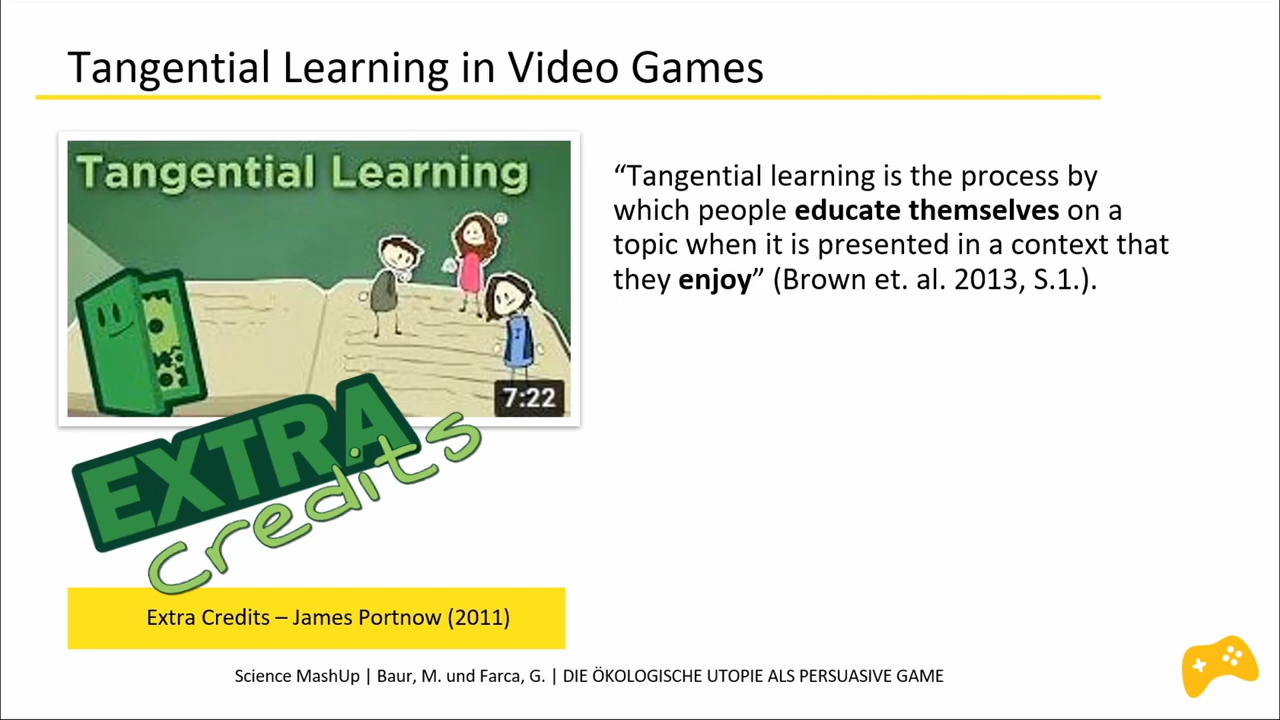 Tangential Learning in Video Games
Tangential Learning
7:22
EXTRA
credits
Extra Credits – James Portnow (2011)
“Tangential learning is the process by
which people educate themselves on a
topic when it is presented in a context that
they enjoy” (Brown et. al. 2013, S.1.).
Science MashUp | Baur, M. und Farca, G. | DIE ÖKOLOGISCHE UTOPIE ALS PERSUASIVE GAME